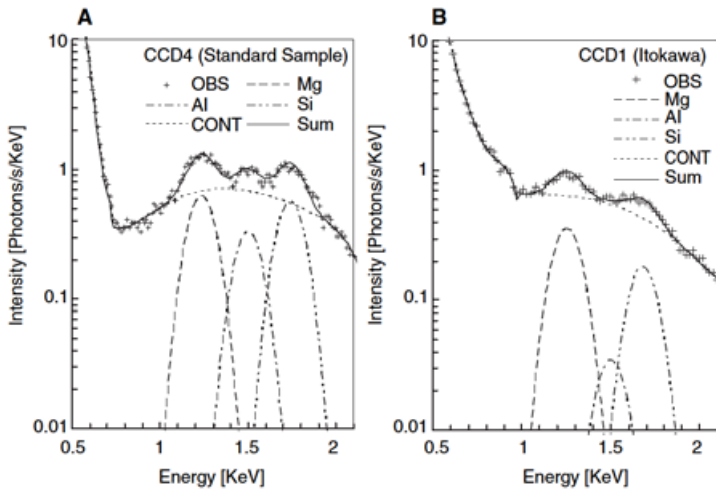 A
CCD4 (Standard Sample)
OBS Mg
Al Si
CONT Sum
10
1
0.1
0.01
Intensity [Photons/s/KeV]
0.5 1 1.5 2
Energy [KeV]
B
CCD1 (Itokawa)
OBS
Mg
Al
Si
CONT
Sum
10
1
0.1
0.01
Intensity [Photons/s/KeV]
0.5 1 1.5 2
Energy [KeV]